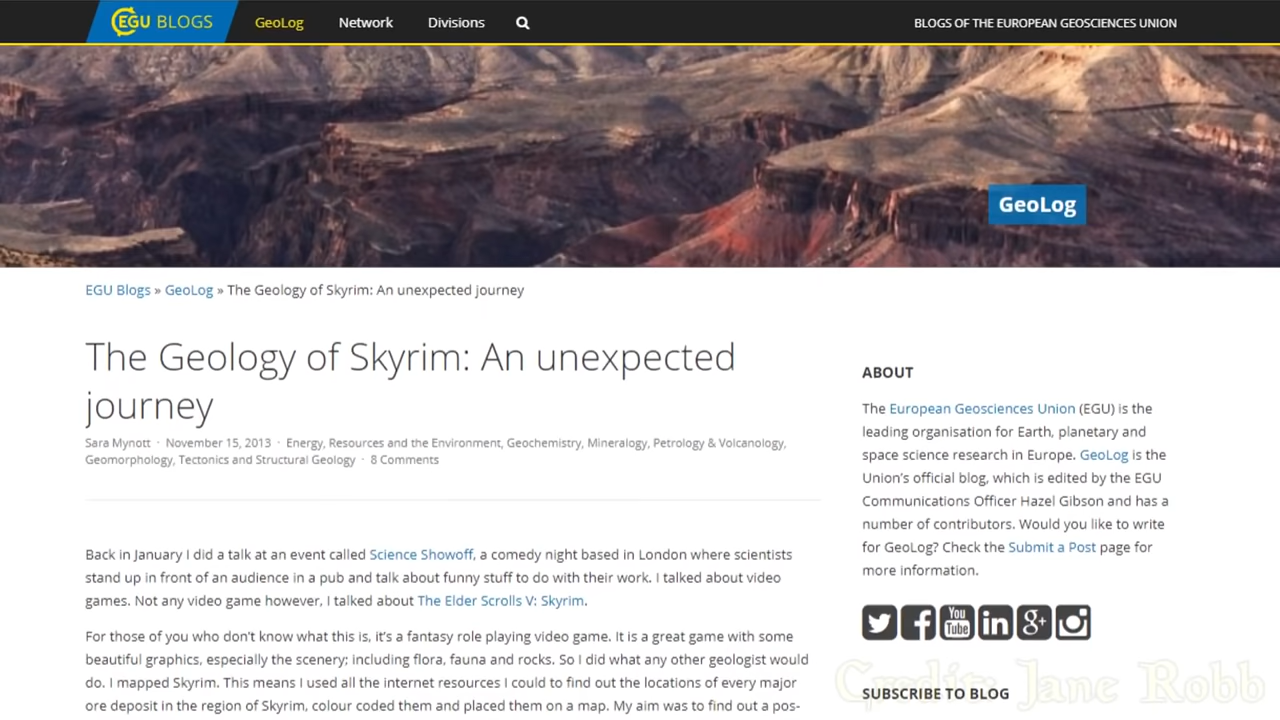 EGU BLOGS GeoLog Network Divisions BLOGS OF THE EUROPEAN GEOSCIENCES UNION
GeoLog
EGU Blogs » GeoLog » The Geology of Skyrim: An unexpected journey
The Geology of Skyrim: An unexpected
journey
Sara Mynott · November 15, 2013 · Energy, Resources and the Environment, Geochemistry, Mineralogy, Petrology & Volcanology,
Geomorphology, Tectonics and Structural Geology · 8 Comments
Back in January I did a talk at an event called Science Showoff, a comedy night based in London where scientists
stand up in front of an audience in a pub and talk about funny stuff to do with their work. I talked about video
games. Not any video game however, I talked about The Elder Scrolls V: Skyrim.
For those of you who don't know what this is, it's a fantasy role playing video game. It is a great game with some
beautiful graphics, especially the scenery; including flora, fauna and rocks. So I did what any other geologist would
do. I mapped Skyrim. This means I used all the internet resources I could to find out the locations of every major
ore deposit in the region of Skyrim, colour coded them and placed them on a map. My aim was to find out a pos-
ABOUT
The European Geosciences Union (EGU) is the
leading organisation for Earth, planetary and
space science research in Europe. GeoLog is the
Union's official blog, which is edited by the EGU
Communications Officer Hazel Gibson and has a
number of contributors. Would you like to write
for GeoLog? Check the Submit a Post page for
more information.
You
Tube
in
g+
SUBSCRIBE TO BLOG
Credit: Jane Robb